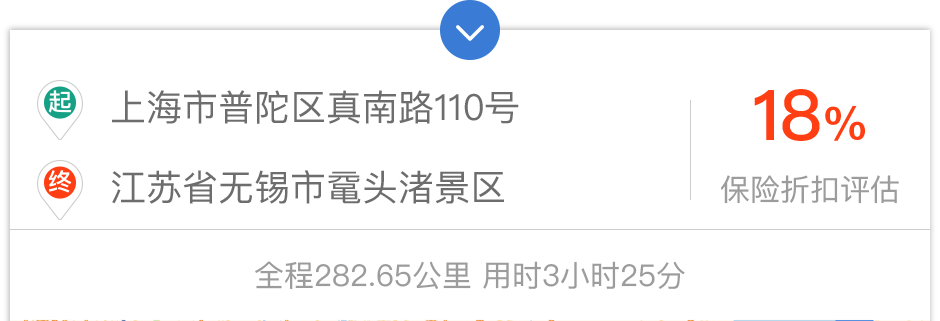 起 上海市普陀区真南路110号
18%
终 江苏省无锡市鼋头渚景区
保险折扣评估
全程282.65公里 用时3小时25分